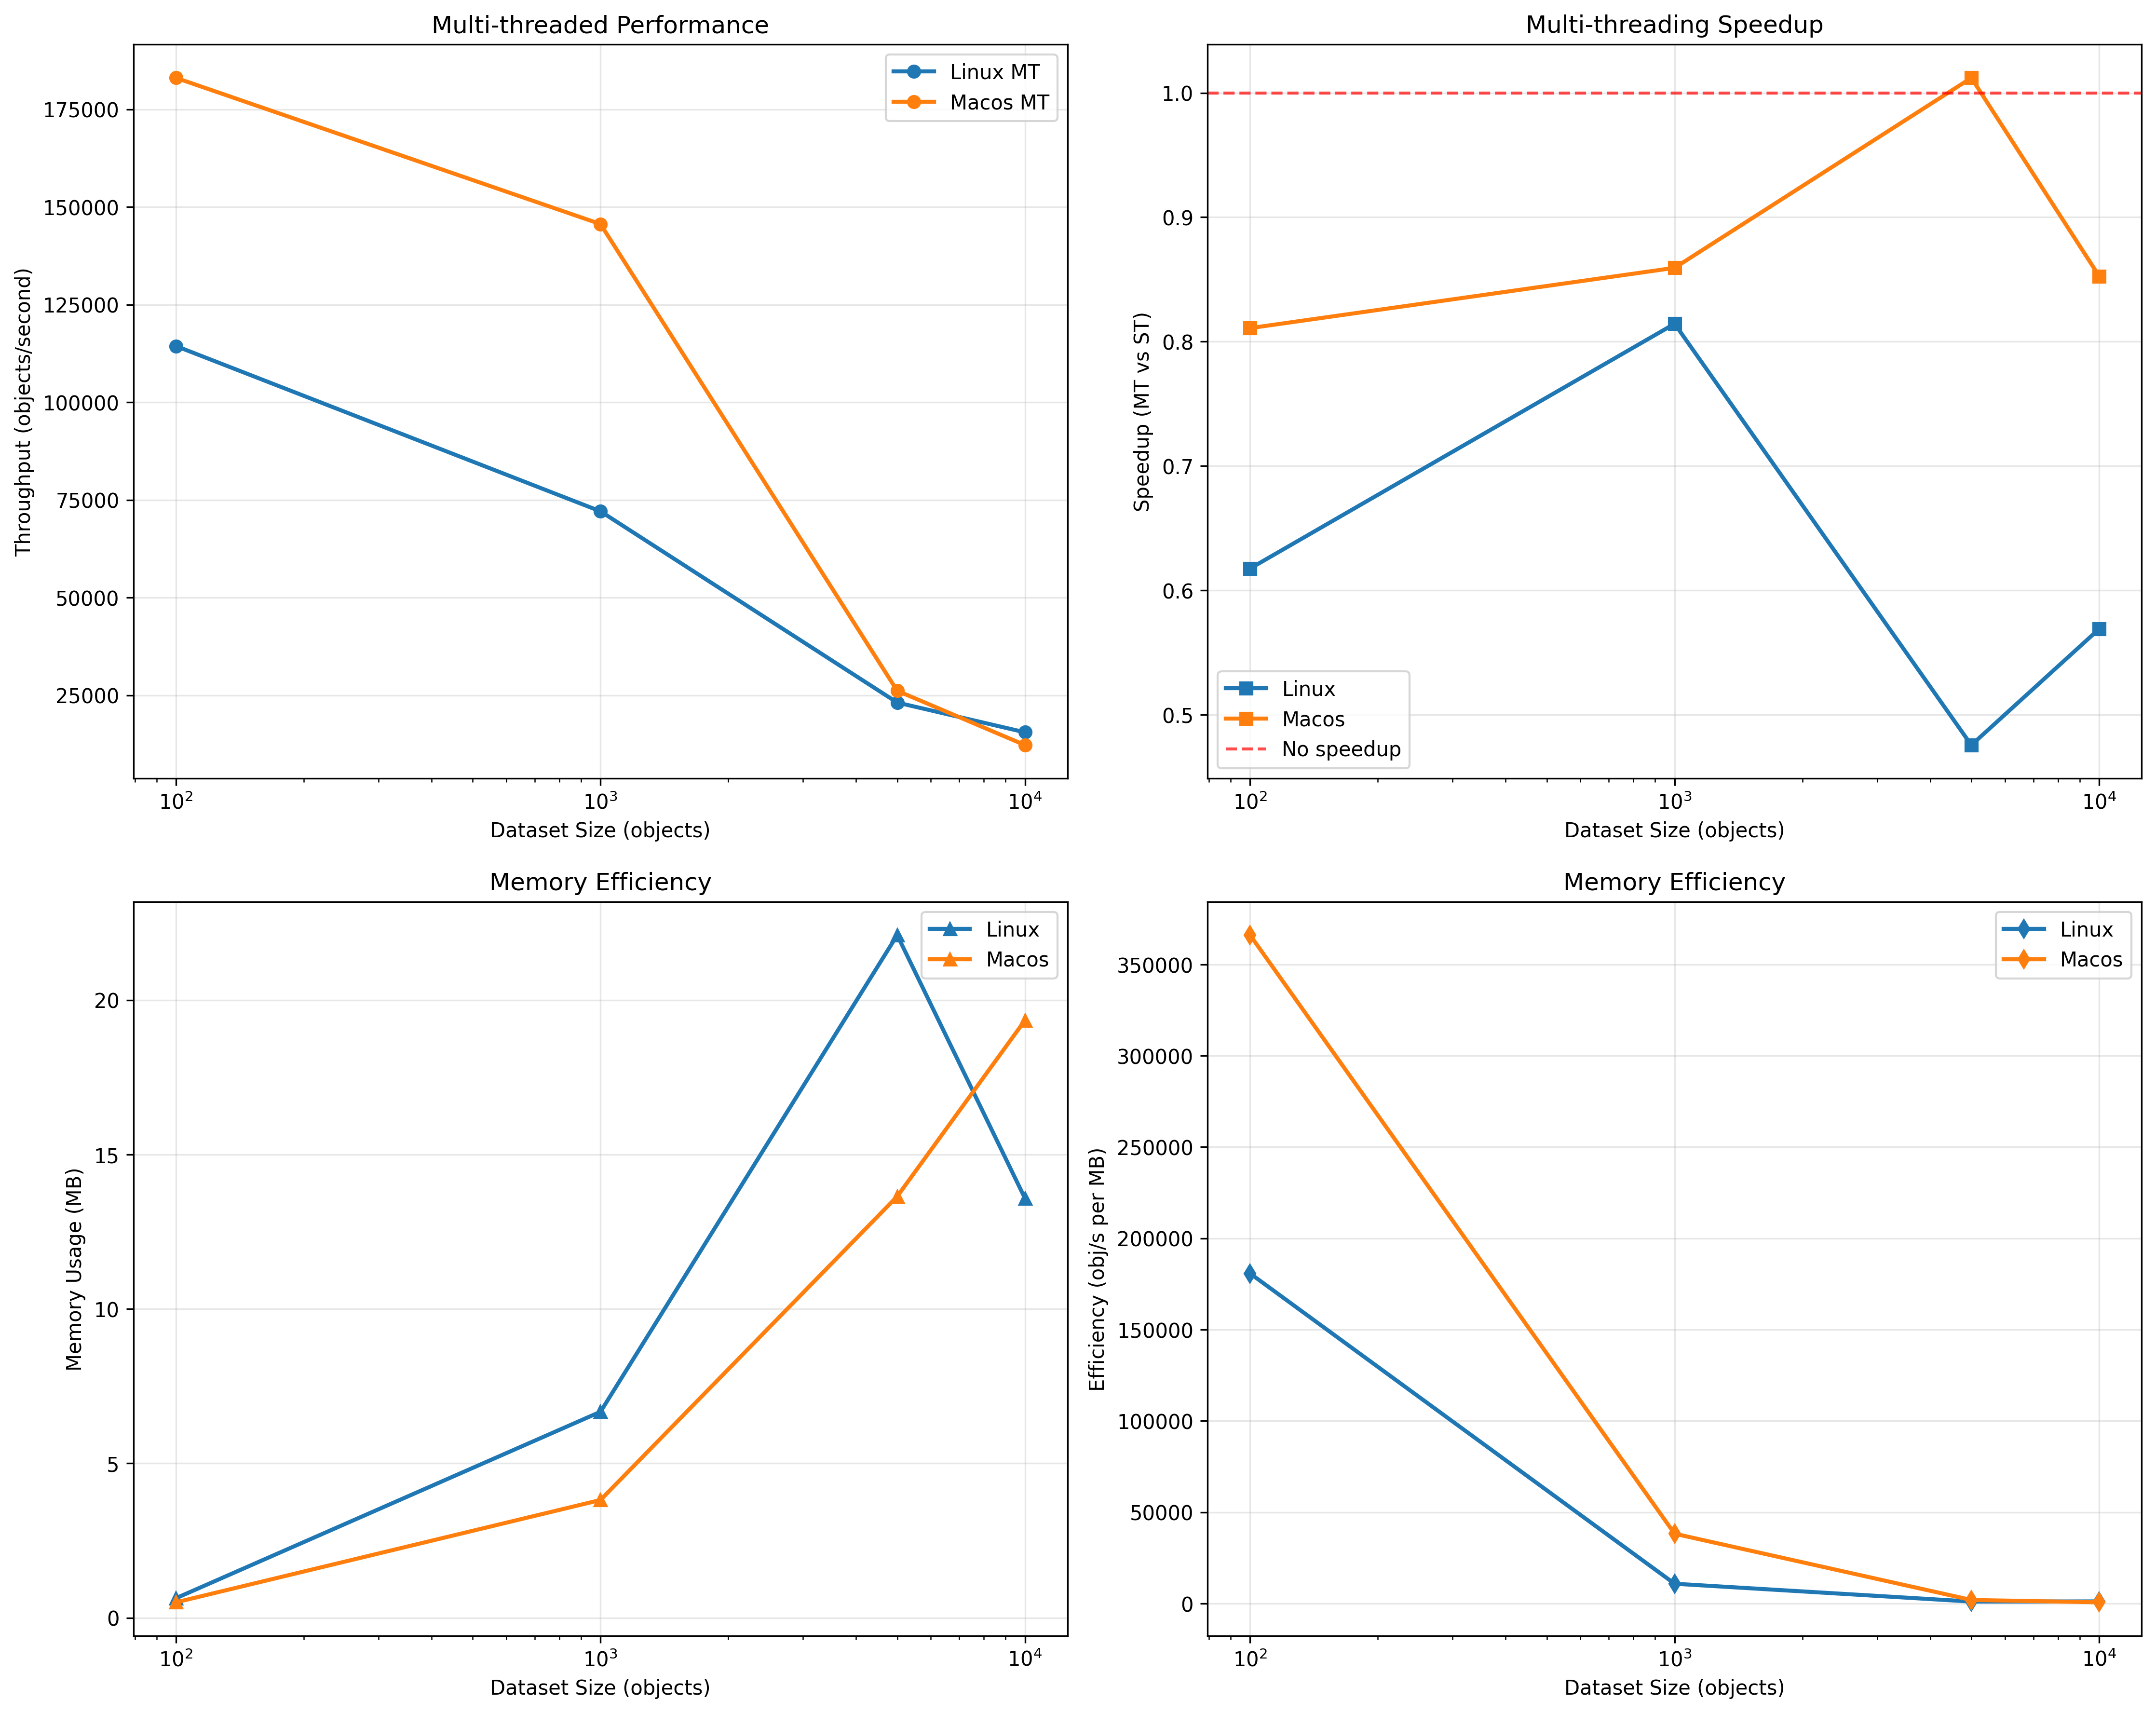 Multi-threaded Performance
Throughput (objects/second)
175000
150000
125000
100000
75000
50000
25000
Linux MT
Macos MT
10²
10³
10⁴
Dataset Size (objects)
Multi-threading Speedup
Speedup (MT vs ST)
1.0
0.9
0.8
0.7
0.6
0.5
Linux
Macos
No speedup
10²
10³
10⁴
Dataset Size (objects)
Memory Efficiency
Memory Usage (MB)
20
15
10
5
0
Linux
Macos
10²
10³
10⁴
Dataset Size (objects)
Memory Efficiency
Efficiency (obj/s per MB)
350000
300000
250000
200000
150000
100000
50000
0
Linux
Macos
10²
10³
10⁴
Dataset Size (objects)